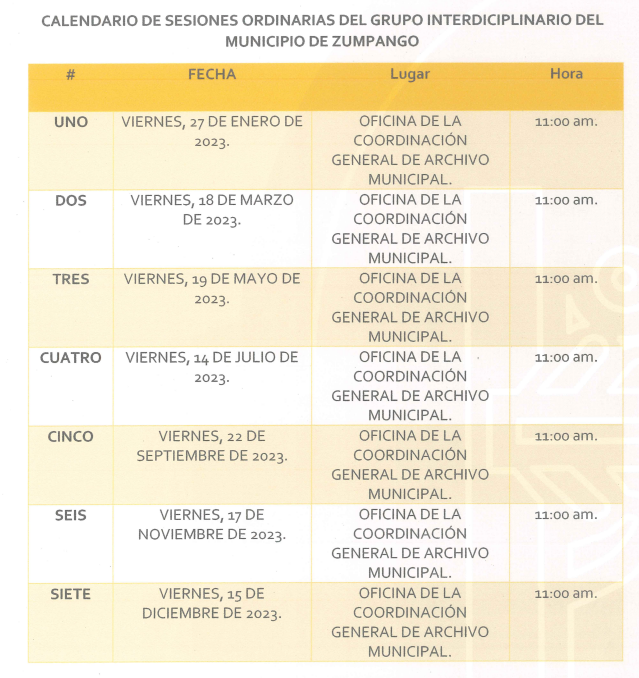 CALENDARIO DE SESIONES ORDINARIAS DEL GRUPO INTERDICIPLINARIO DEL
MUNICIPIO DE ZUMPANGO
# FECHA Lugar Hora
UNO VIERNES, 27 DE ENERO DE OFICINA DE LA 11:00 am.
2023. COORDINACIÓN
GENERAL DE ARCHIVO
MUNICIPAL.
DOS VIERNES, 18 DE MARZO OFICINA DE LA 11:00 am.
DE 2023. COORDINACIÓN
GENERAL DE ARCHIVO
MUNICIPAL.
TRES VIERNES, 19 DE MAYO DE OFICINA DE LA 11:00 am.
2023. COORDINACIÓN
GENERAL DE ARCHIVO
MUNICIPAL.
CUATRO VIERNES, 14 DE JULIO DE OFICINA DE LA 11:00 am.
2023. COORDINACIÓN
GENERAL DE ARCHIVO
MUNICIPAL.
CINCO VIERNES, 22 DE OFICINA DE LA 11:00 am.
SEPTIEMBRE DE 2023. COORDINACIÓN
GENERAL DE ARCHIVO
MUNICIPAL.
SEIS VIERNES, 17 DE OFICINA DE LA 11:00 am.
NOVIEMBRE DE 2023. COORDINACIÓN
GENERAL DE ARCHIVO
MUNICIPAL.
SIETE VIERNES, 15 DE OFICINA DE LA 11:00 am.
DICIEMBRE DE 2023. COORDINACIÓN
GENERAL DE ARCHIVO
MUNICIPAL.